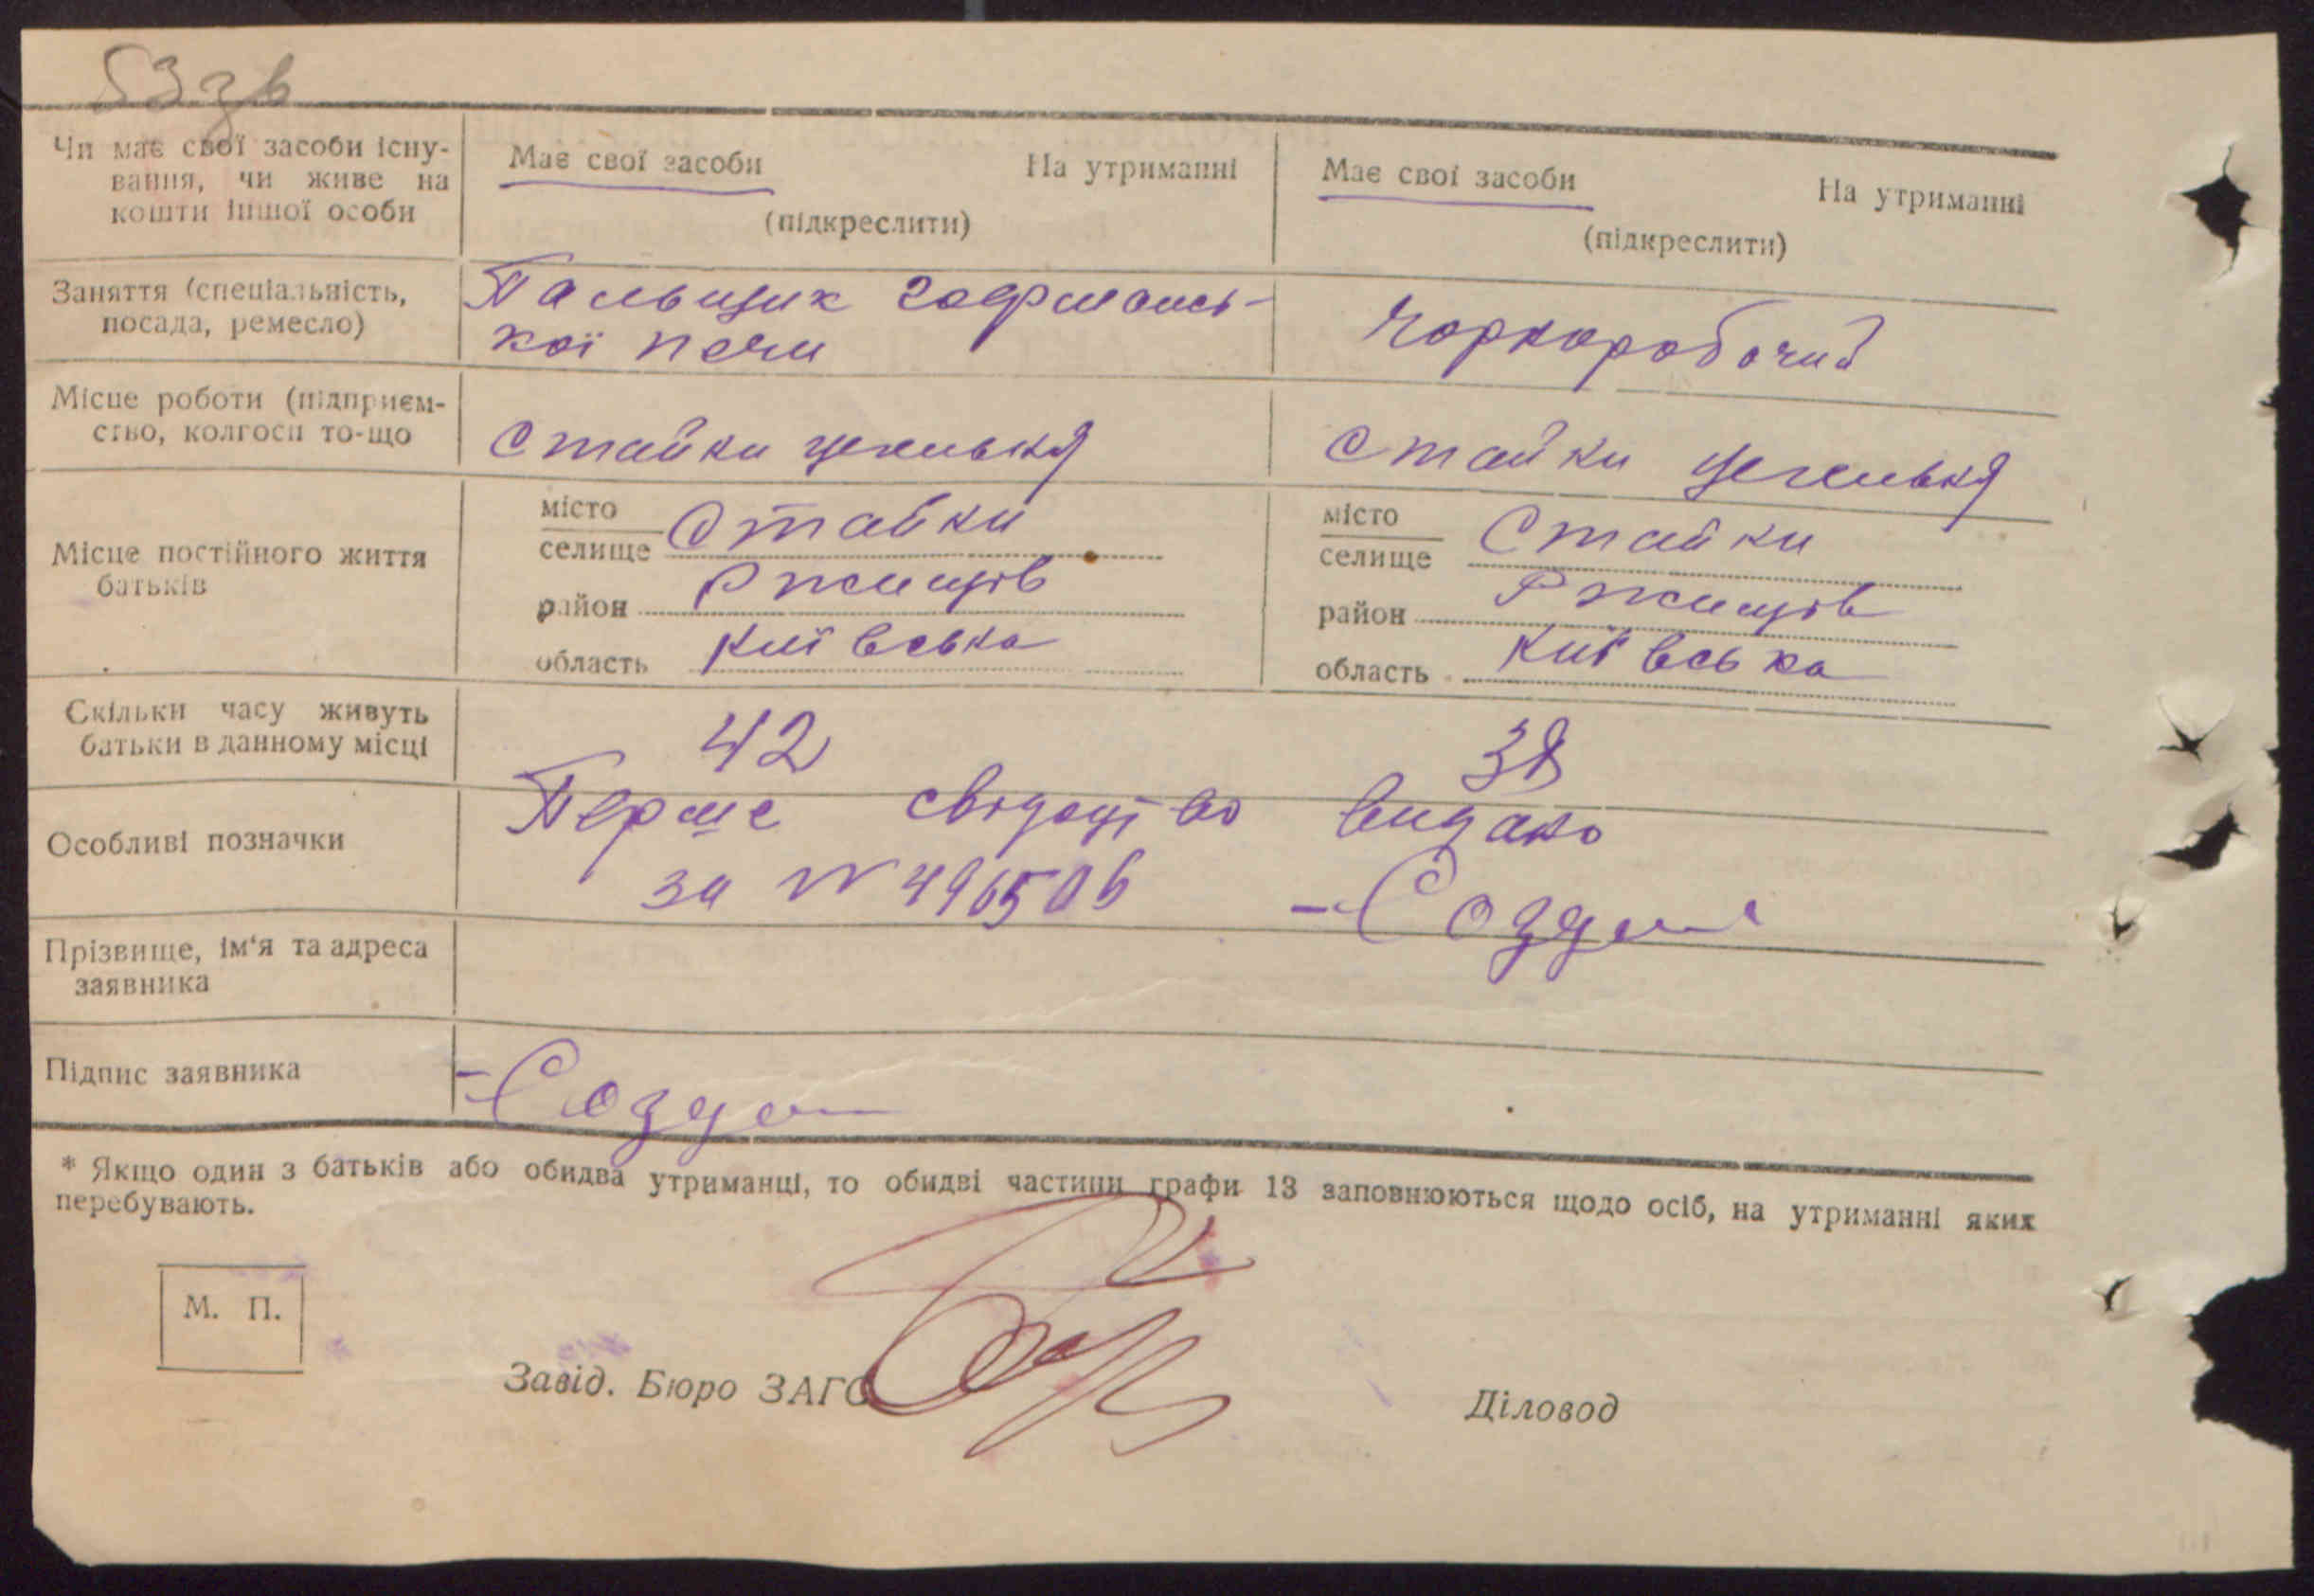 53 зв
Чи має свої засоби існу-
вання, чи живе на
кошти іншої особи
Має свої засоби На утриманні
(підкреслити)
Має свої засоби На утриманні
(підкреслити)
Заняття (спеціальність,
посада, ремесло)
Пальщик гофмансь-
кої печи
Чорноробочий
Місце роботи (підприєм-
ство, колгосп то-що
Стайки цегельня
Стайки цегельня
Місце постійного життя
батьків
місто
селище Стайки
район Ржищів
область Київська
місто
селище Стайки
район Ржищів
область Київська
Скільки часу живуть
батьки в данному місці
42
38
Особливі позначки
Перше свідоцтво видано
за N 496506
Прізвище, ім'я та адреса
заявника
Підпис заявника
* Якщо один з батьків або обидва утриманці, то обидві частини графи 13 заповнюються щодо осіб, на утриманні яких
перебувають.
М. П.
Завід. Бюро ЗАГС
Діловод